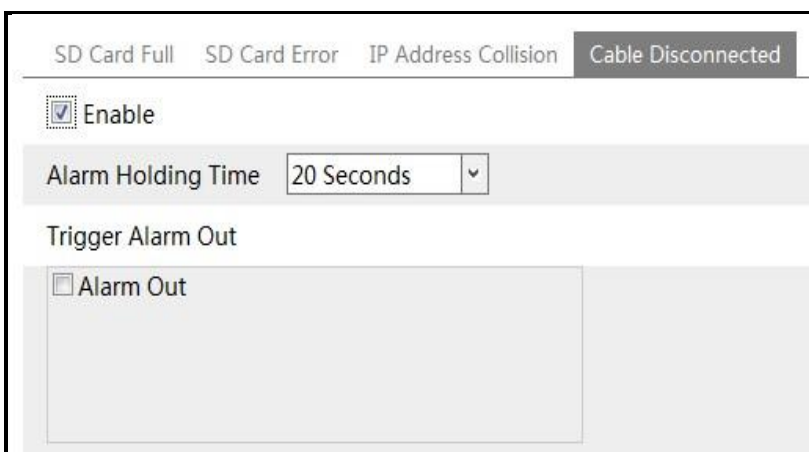 SD Card Full SD Card Error IP Address Collision Cable Disconnected
Enable
Alarm Holding Time 20 Seconds
Trigger Alarm Out
Alarm Out